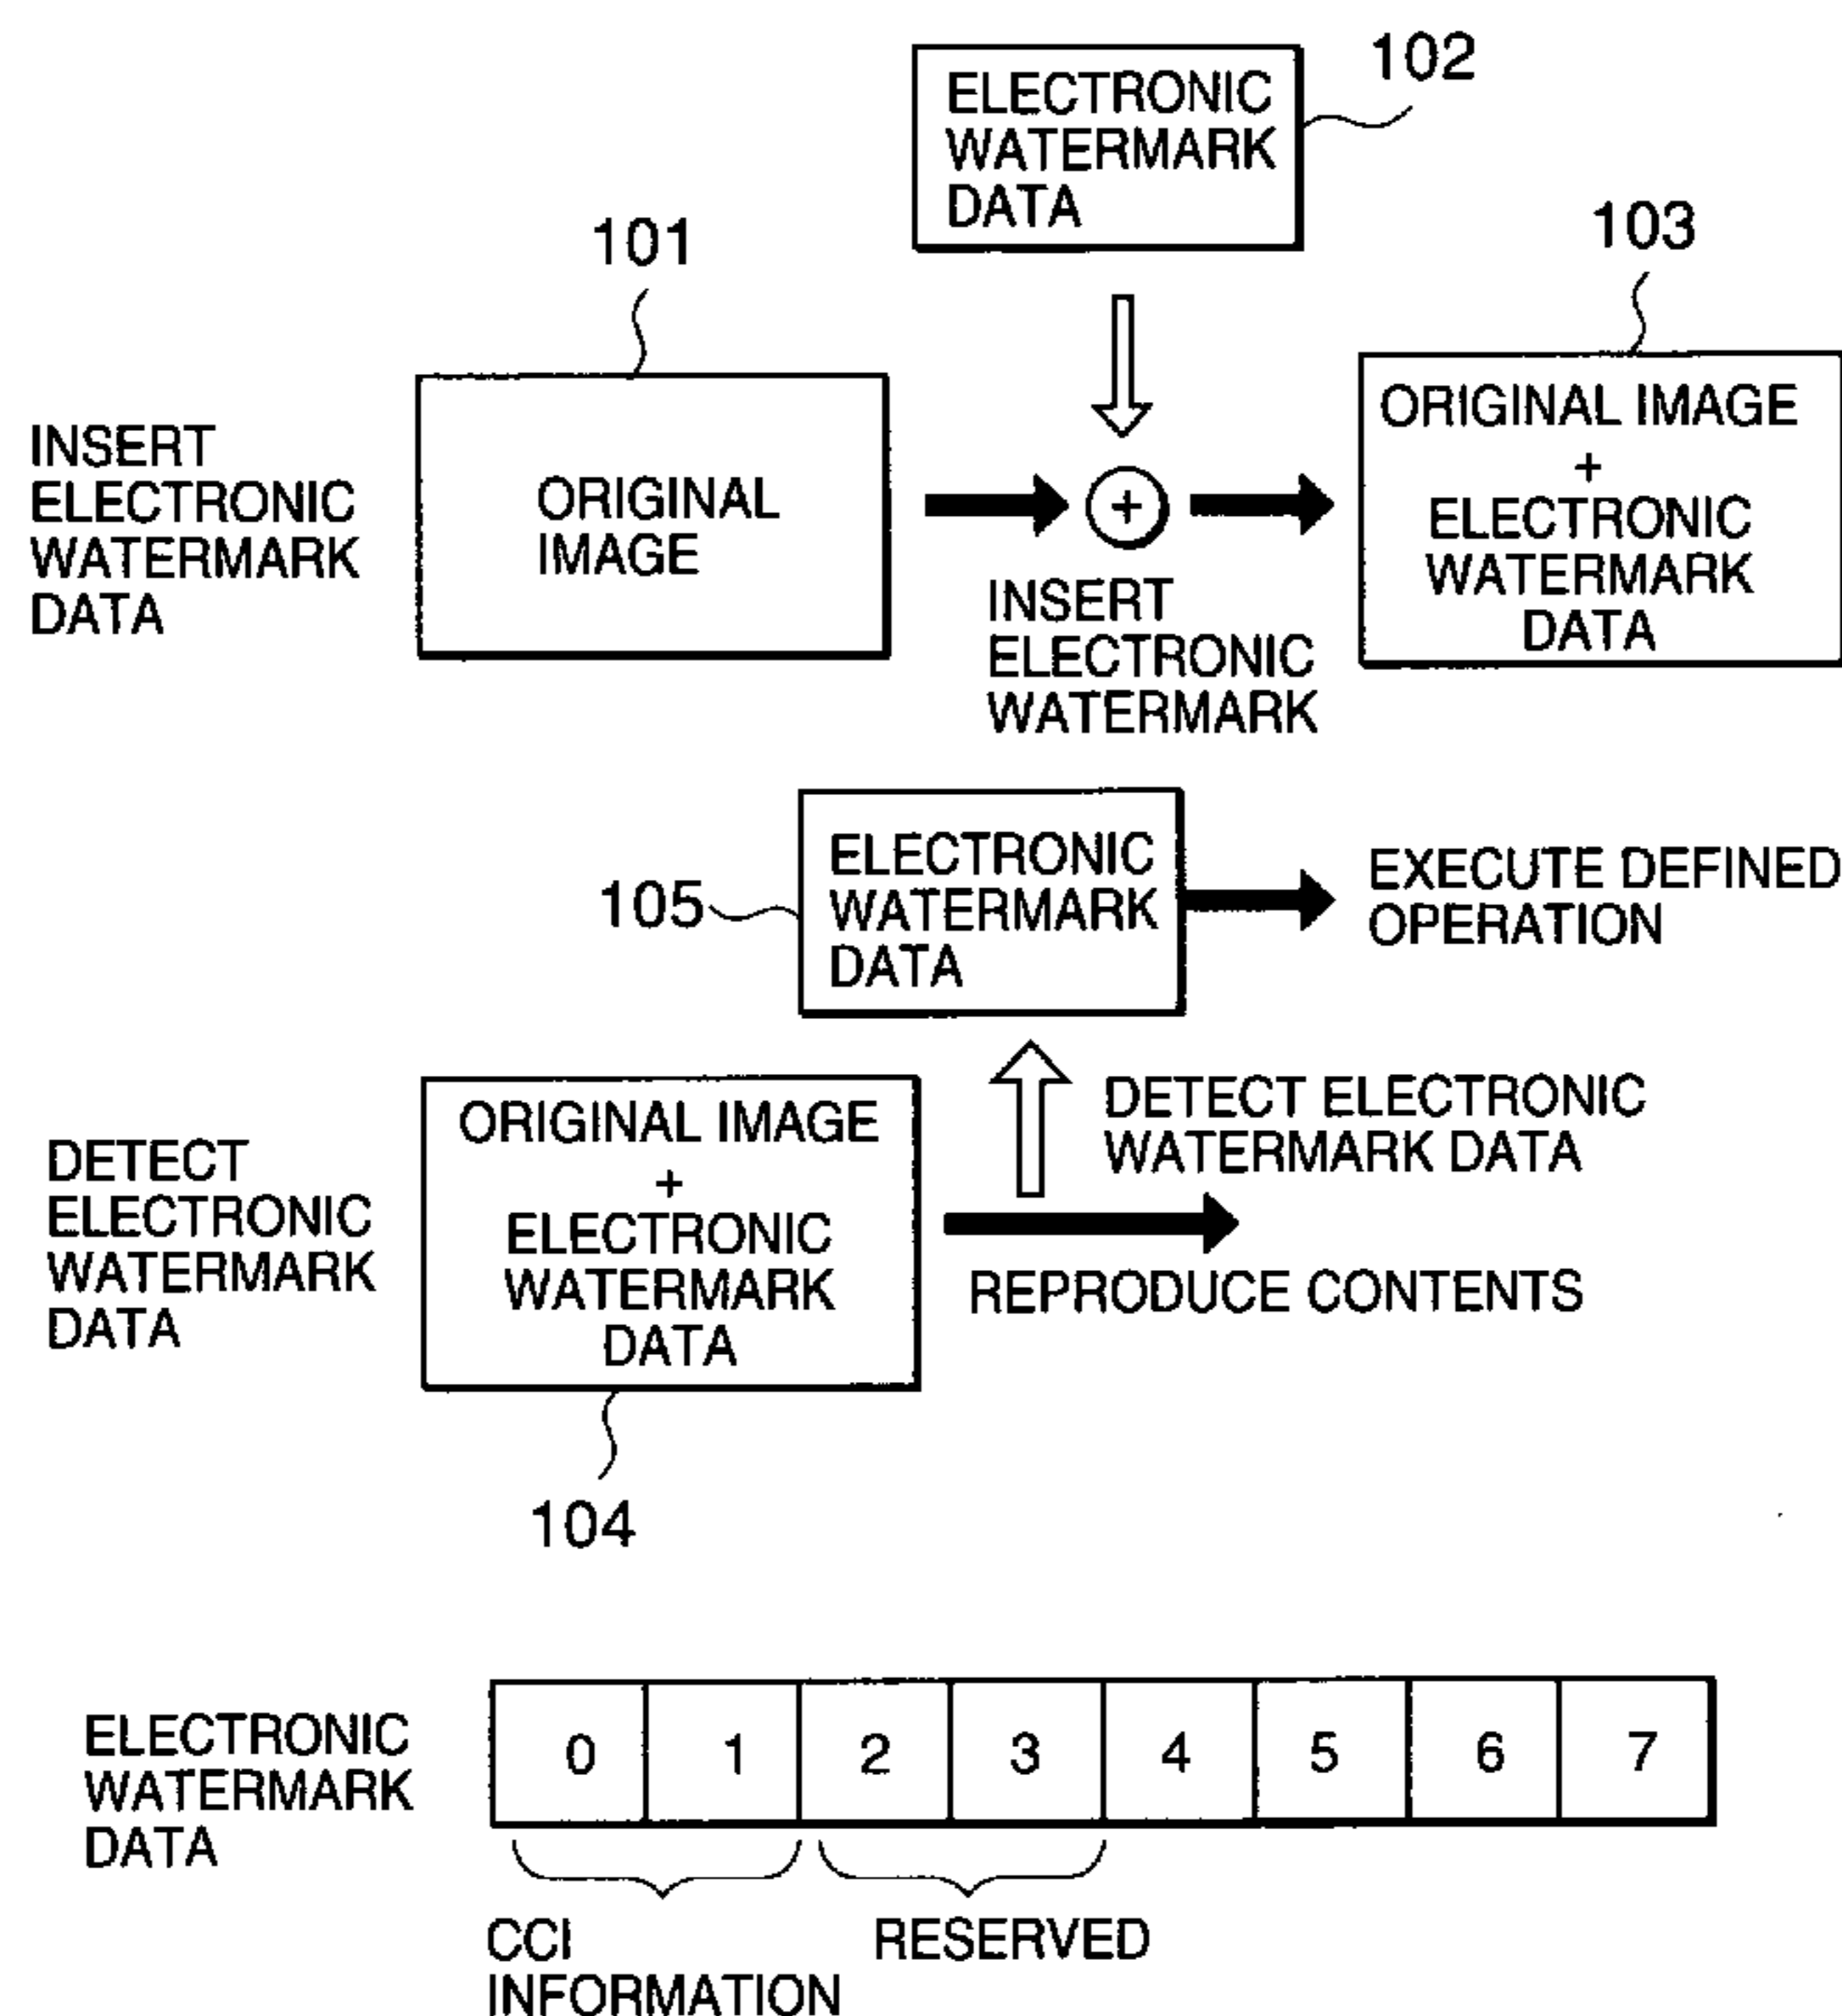 102
ELECTRONIC
WATERMARK
DATA
101
103
INSERT
ELECTRONIC
WATERMARK
DATA
ORIGINAL
IMAGE
+
INSERT
ELECTRONIC
WATERMARK
ORIGINAL IMAGE
+
ELECTRONIC
WATERMARK
DATA
105
ELECTRONIC
WATERMARK
DATA
EXECUTE DEFINED
OPERATION
DETECT
ELECTRONIC
WATERMARK
DATA
ORIGINAL IMAGE
+
ELECTRONIC
WATERMARK
DATA
DETECT ELECTRONIC
WATERMARK DATA
REPRODUCE CONTENTS
104
ELECTRONIC
WATERMARK
DATA
0 1 2 3 4 5 6 7
CCI
INFORMATION
RESERVED